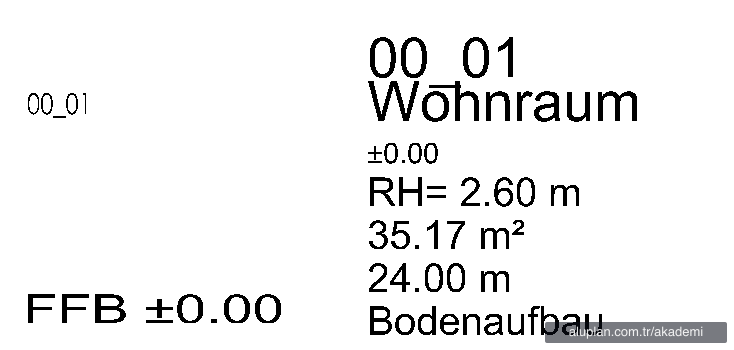 00_01
FFB ±0.00
00_01
Wohnraum
±0.00
RH= 2.60 m
35.17 m²
24.00 m
Bodenaufbau
aluplan.com.tr/akademi